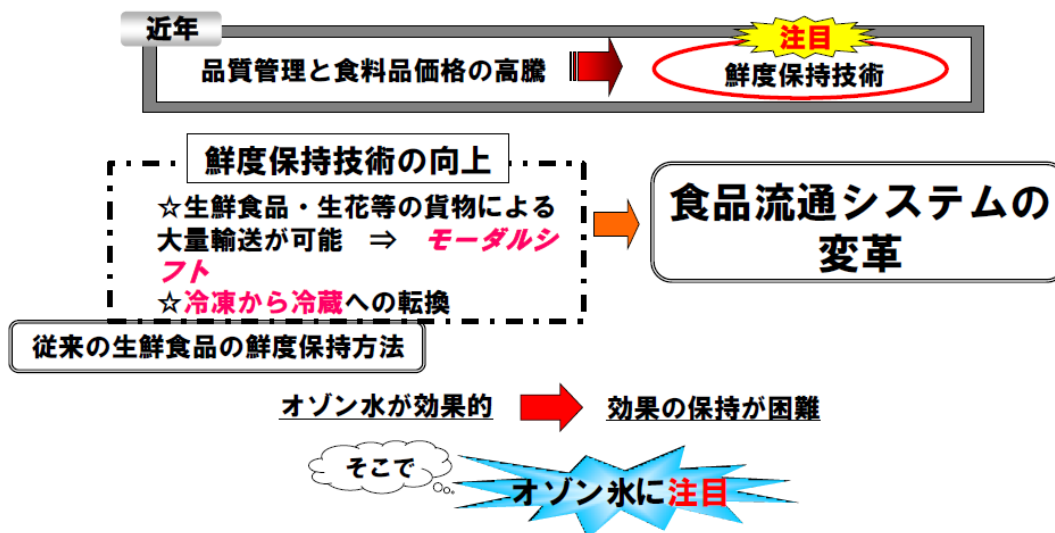 近年
品質管理と食料品価格の高騰
注目
鮮度保持技術
鮮度保持技術の向上
☆生鮮食品・生花等の貨物による
大量輸送が可能 ⇒ モーダルシ
フト
☆冷凍から冷蔵への転換
食品流通システムの
変革
従来の生鮮食品の鮮度保持方法
オゾン水が効果的
効果の保持が困難
そこで
オゾン氷に注目